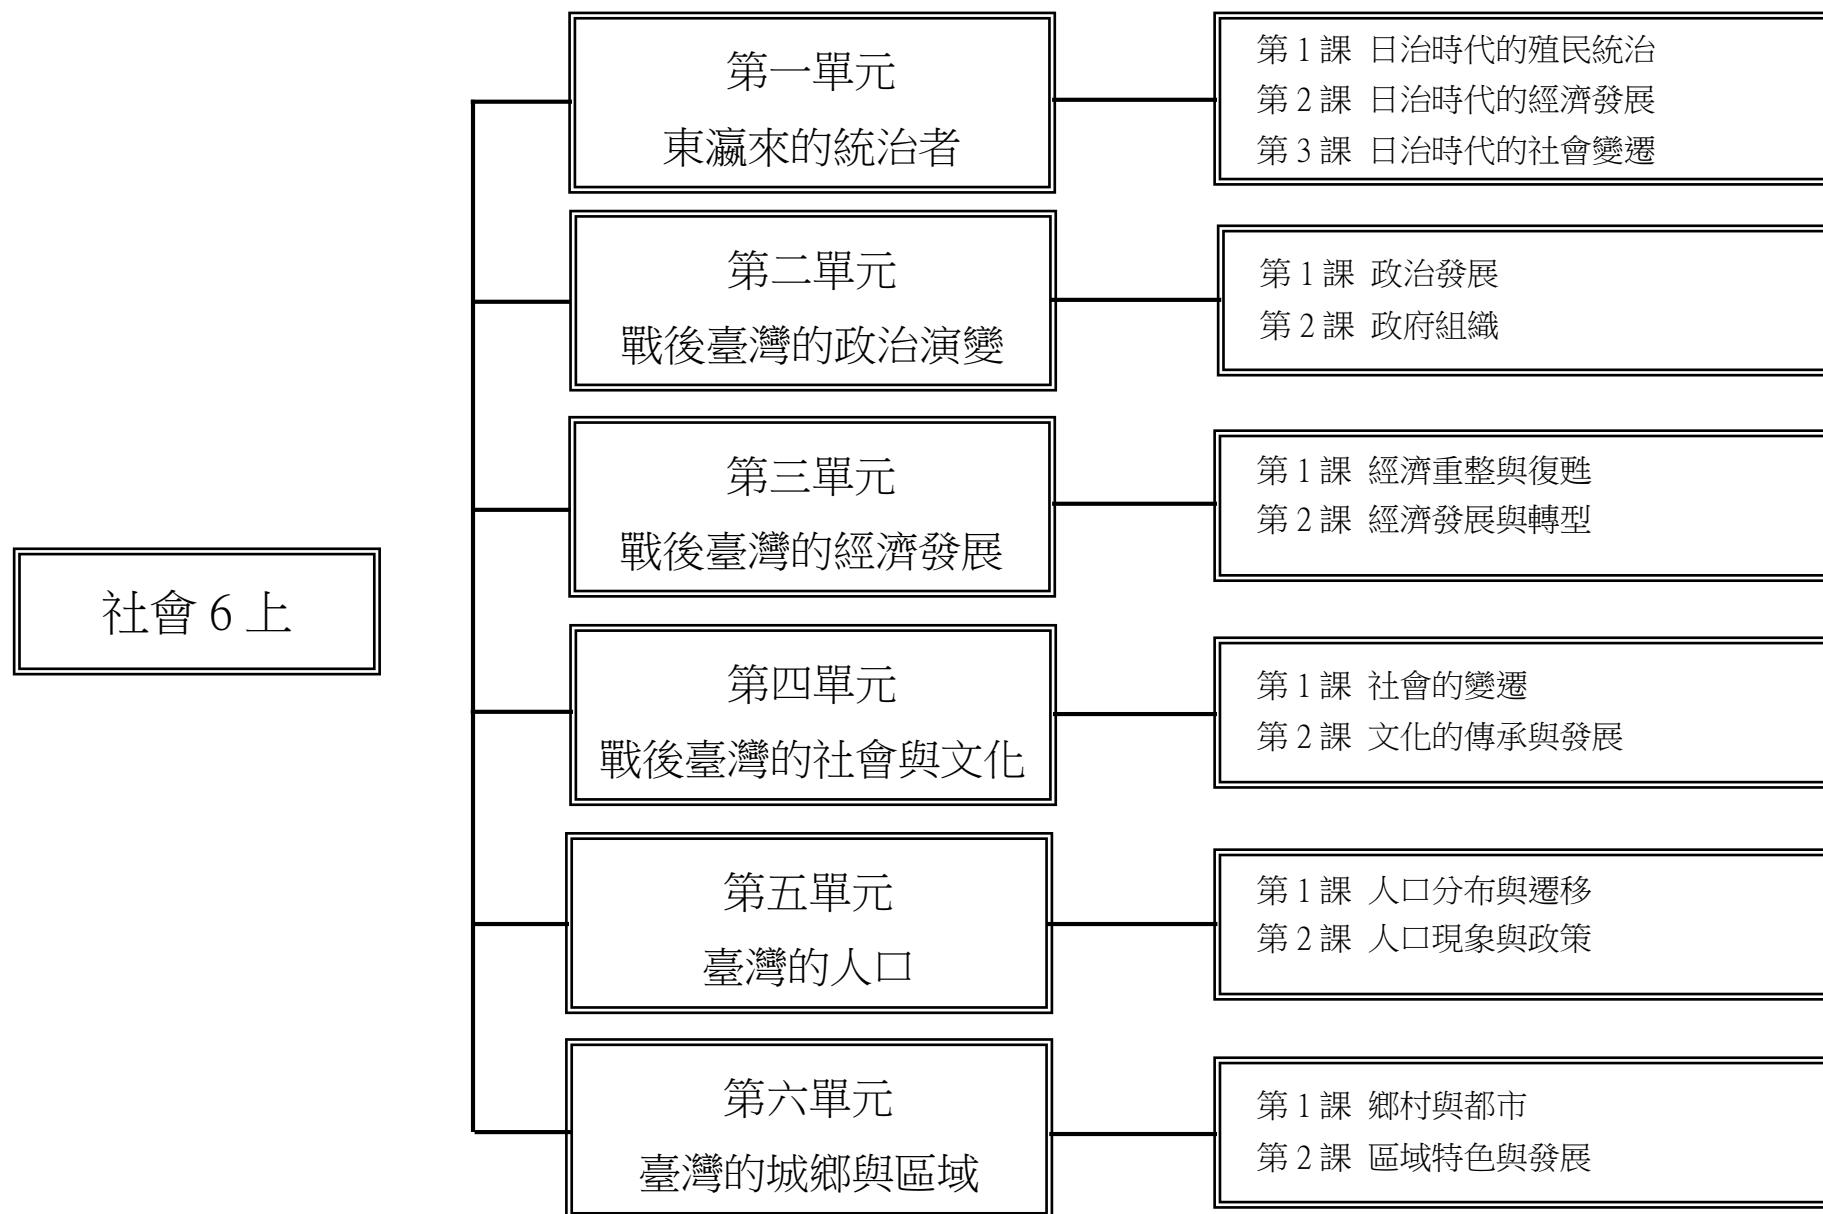 社會 6 上
第一單元
東瀛來的統治者
第 1 課 日治時代的殖民統治
第 2 課 日治時代的經濟發展
第 3 課 日治時代的社會變遷
第二單元
戰後臺灣的政治演變
第 1 課 政治發展
第 2 課 政府組織
第三單元
戰後臺灣的經濟發展
第 1 課 經濟重整與復甦
第 2 課 經濟發展與轉型
第四單元
戰後臺灣的社會與文化
第 1 課 社會的變遷
第 2 課 文化的傳承與發展
第五單元
臺灣的人口
第 1 課 人口分布與遷移
第 2 課 人口現象與政策
第六單元
臺灣的城鄉與區域
第 1 課 鄉村與都市
第 2 課 區域特色與發展